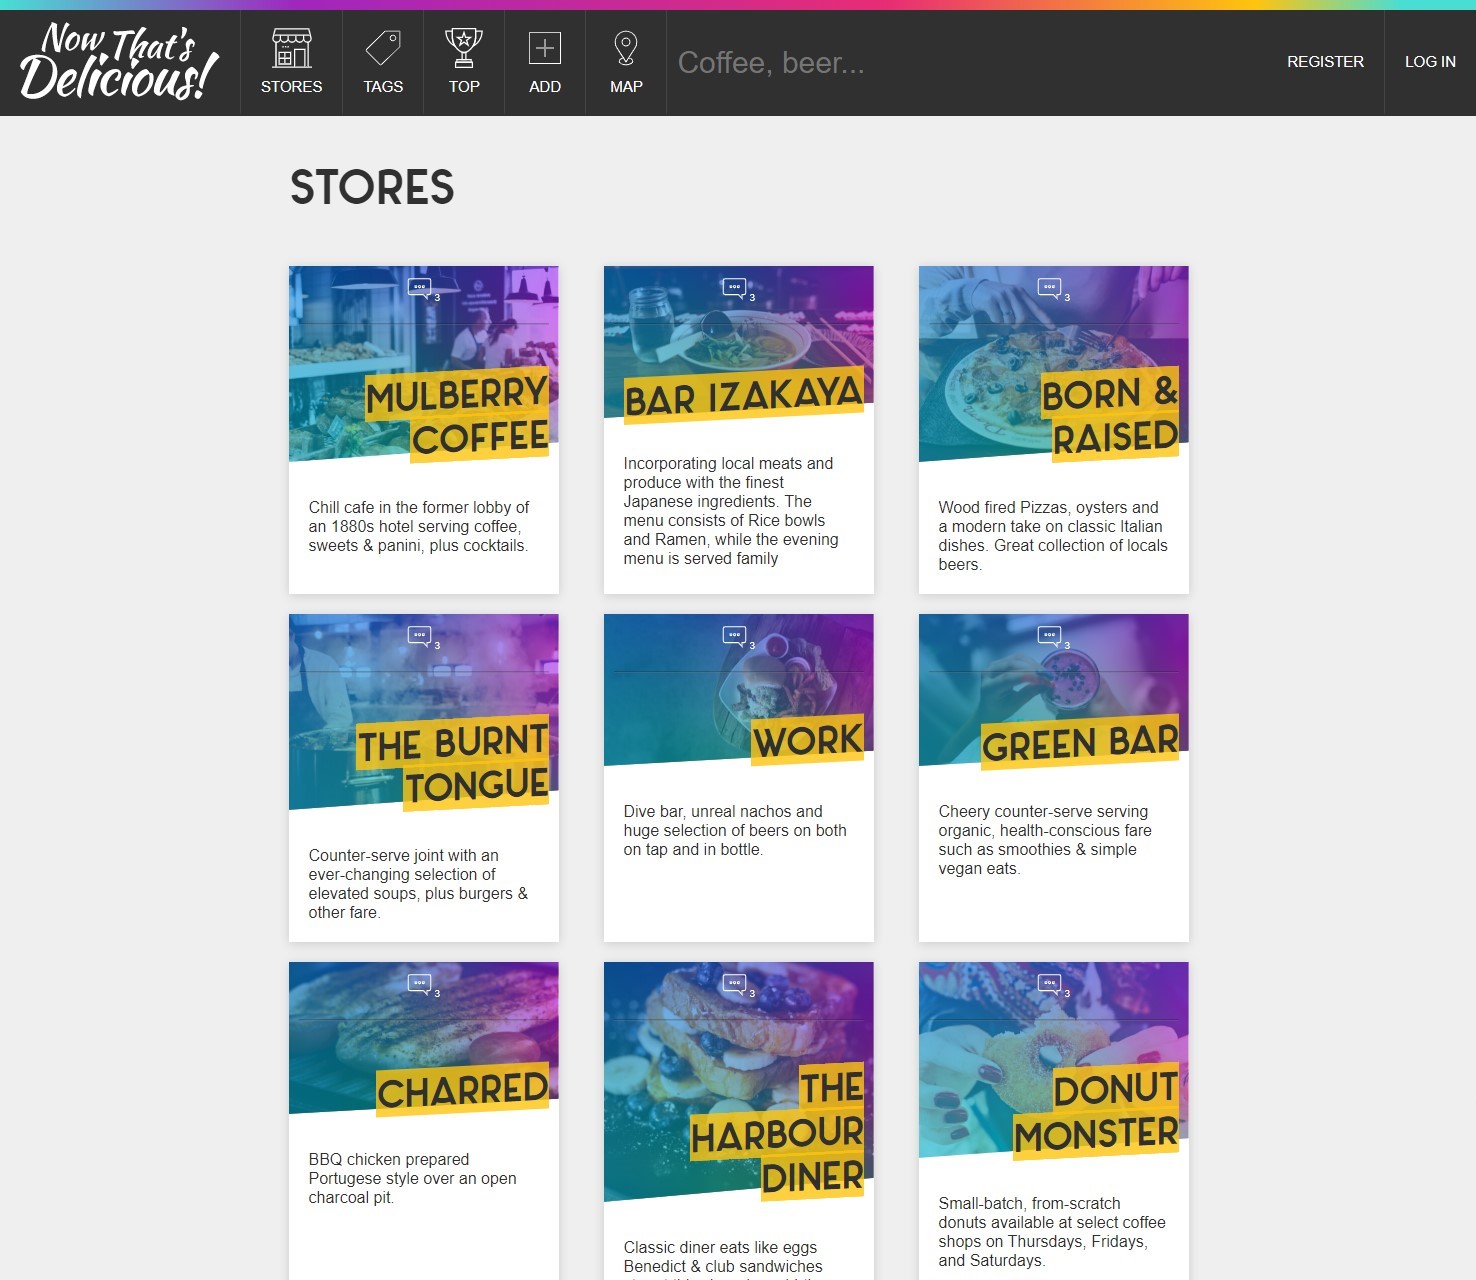 Now That's
Delicious!
STORES
TAGS
TOP
ADD
MAP
Coffee, beer...
REGISTER
LOG IN
STORES
3
MULBERRY
COFFEE
Chill cafe in the former lobby of
an 1880s hotel serving coffee,
sweets & panini, plus cocktails.
3
BAR IZAKAYA
Incorporating local meats and
produce with the finest
Japanese ingredients. The
menu consists of Rice bowls
and Ramen, while the evening
menu is served family
3
BORN &
RAISED
Wood fired Pizzas, oysters and
a modern take on classic Italian
dishes. Great collection of locals
beers.
3
THE BURNT
TONGUE
Counter-serve joint with an
ever-changing selection of
elevated soups, plus burgers &
other fare.
3
WORK
Dive bar, unreal nachos and
huge selection of beers on both
on tap and in bottle.
3
GREEN BAR
Cheery counter-serve serving
organic, health-conscious fare
such as smoothies & simple
vegan eats.
3
CHARRED
BBQ chicken prepared
Portugese style over an open
charcoal pit.
3
THE
HARBOUR
DINER
Classic diner eats like eggs
Benedict & club sandwiches
3
DONUT
MONSTER
Small-batch, from-scratch
donuts available at select coffee
shops on Thursdays, Fridays,
and Saturdays.